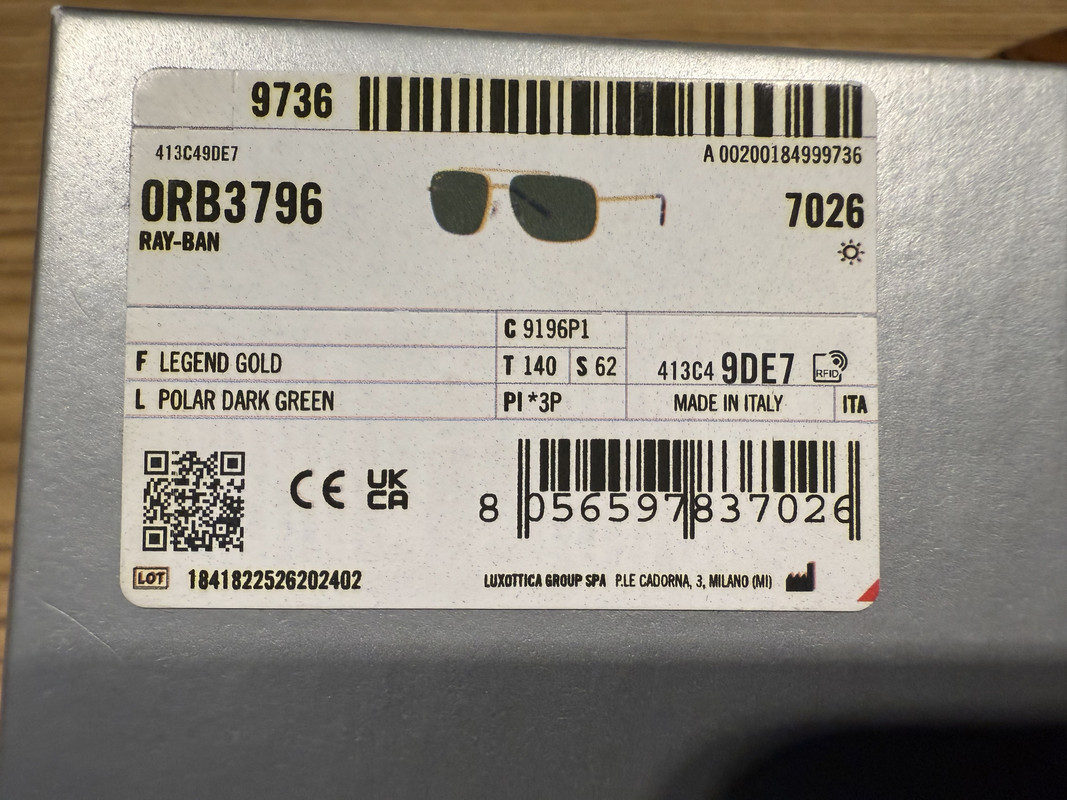 9736
413C49DE7
A 00200184999736
0RB3796
7026
RAY-BAN
C 9196P1
F LEGEND GOLD
T 140 S 62
413C4 9DE7 RFID
L POLAR DARK GREEN
PI *3P
MADE IN ITALY
ITA
CE UK CA
8 056597 837026
LOT 1841822526202402
LUXOTTICA GROUP SPA P.LE CADORNA, 3, MILANO (MI)